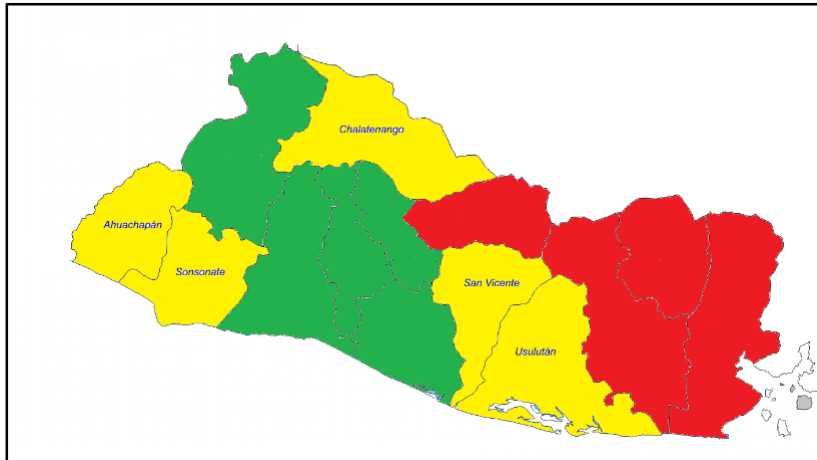 Chalatenango
Ahuachapán
Sonsonate
San Vicente
Usulután